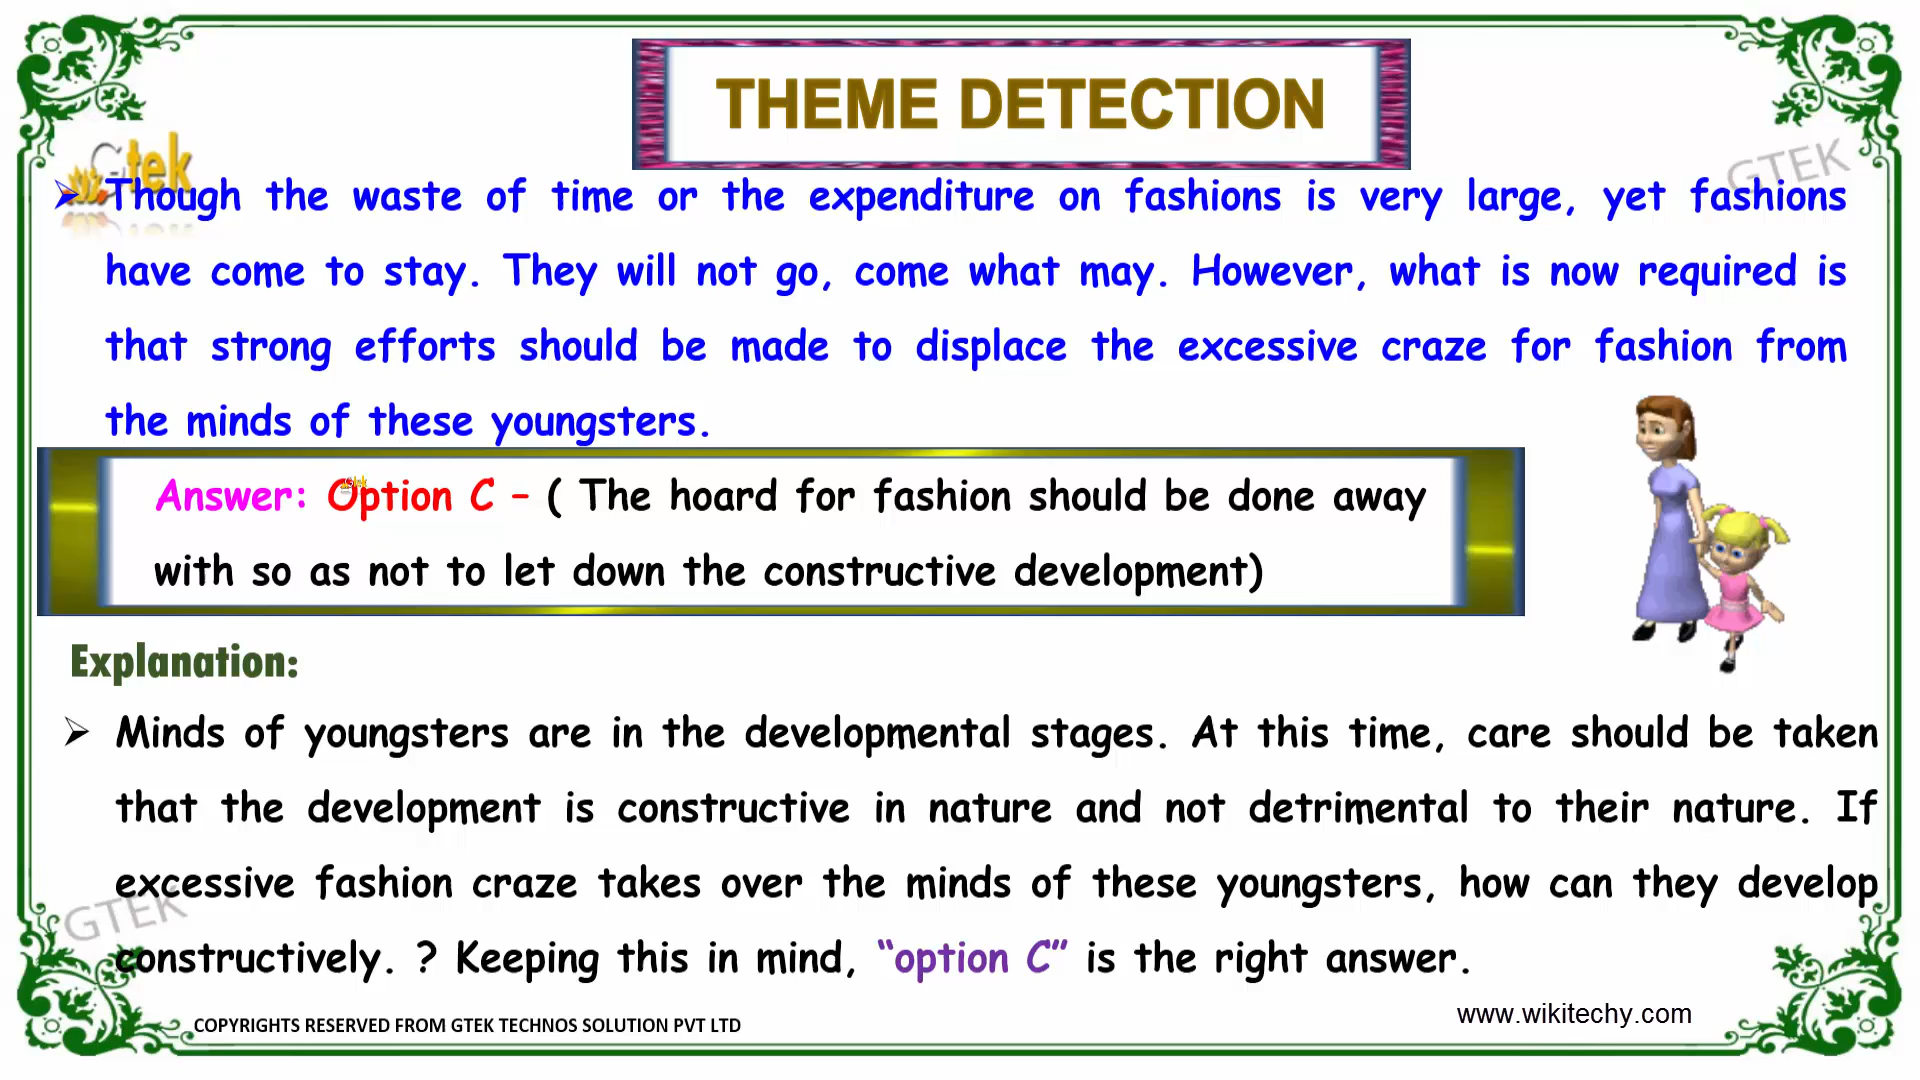 THEME DETECTION
Gtek
GTEK
Though the waste of time or the expenditure on fashions is very large, yet fashions
have come to stay. They will not go, come what may. However, what is now required is
that strong efforts should be made to displace the excessive craze for fashion from
the minds of these youngsters.
Answer: Option C – ( The hoard for fashion should be done away
with so as not to let down the constructive development)
Explanation:
Minds of youngsters are in the developmental stages. At this time, care should be taken
that the development is constructive in nature and not detrimental to their nature. If
excessive fashion craze takes over the minds of these youngsters, how can they develop
GTEK
constructively. ? Keeping this in mind, “option C” is the right answer.
www.wikitechy.com
COPYRIGHTS RESERVED FROM GTEK TECHNOS SOLUTION PVT LTD